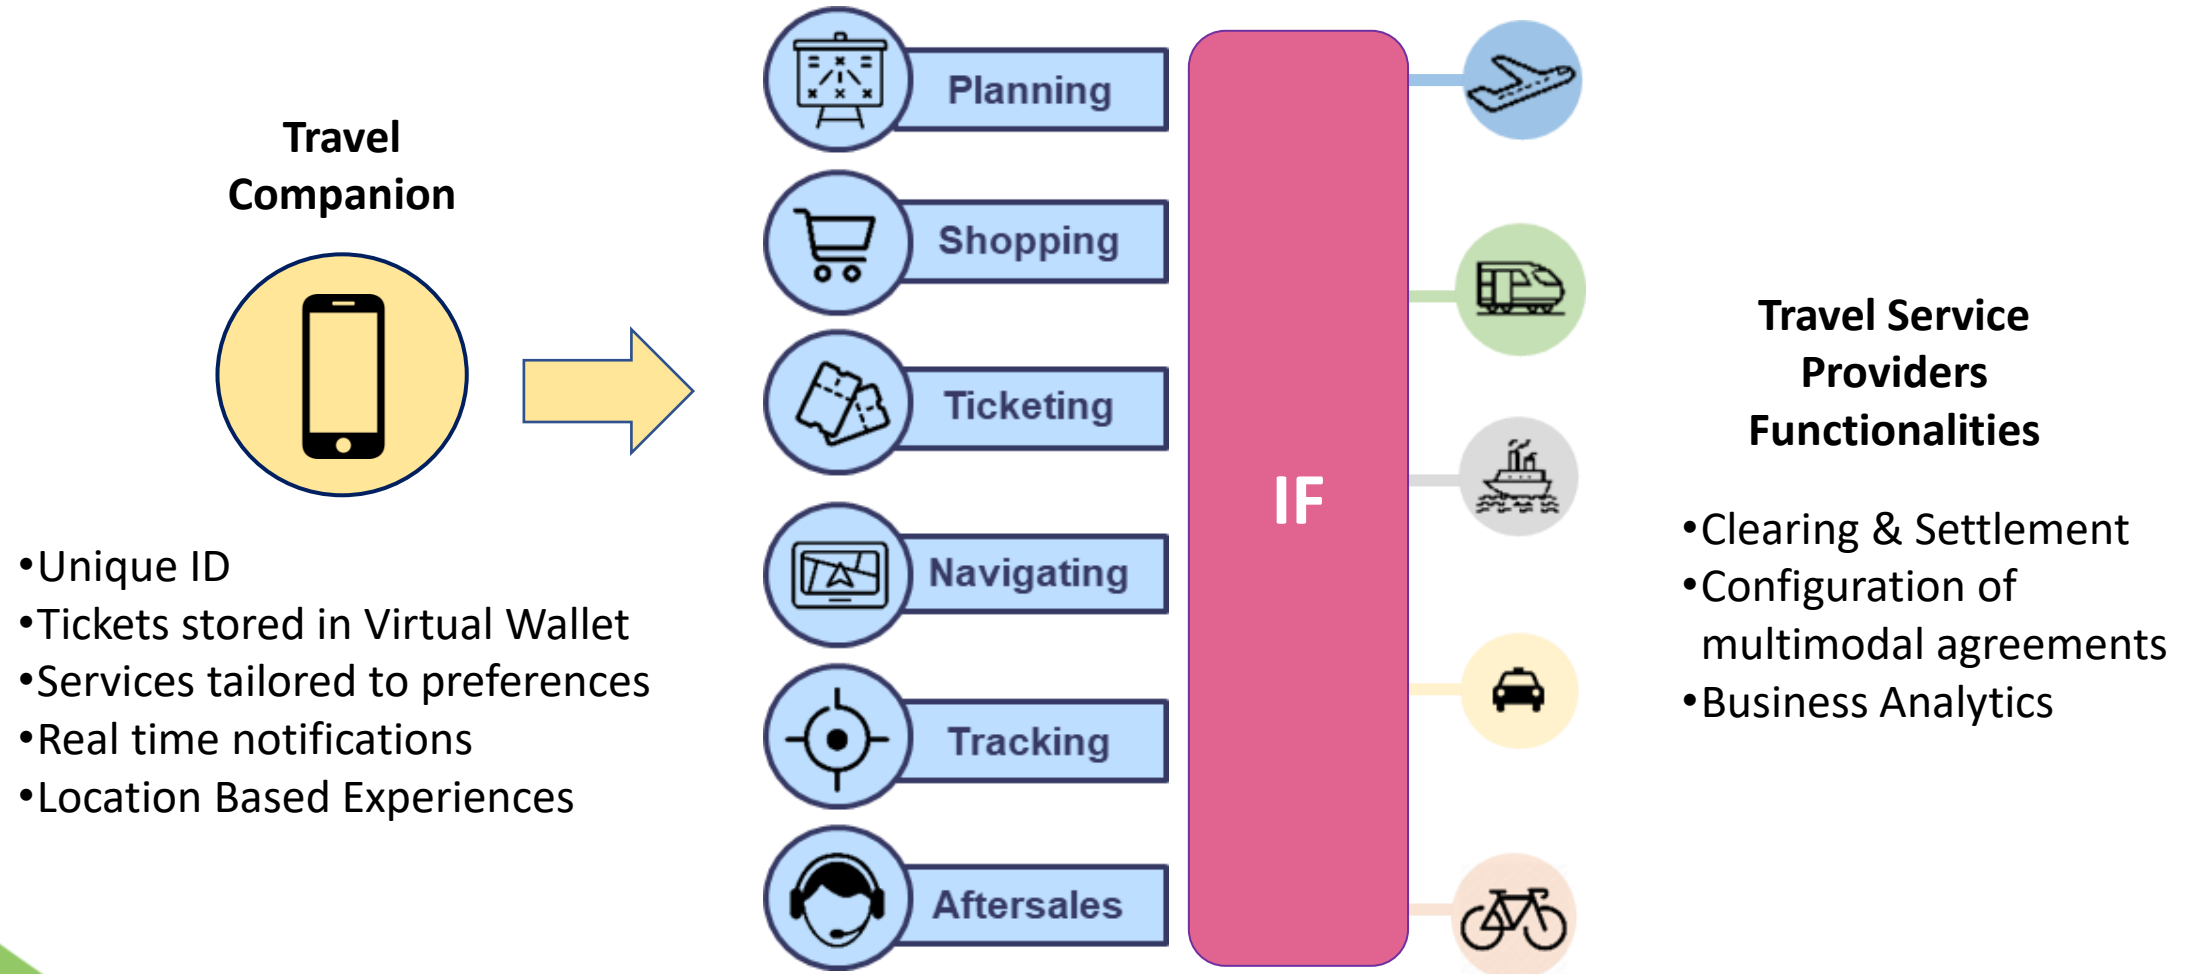 Travel
Companion
•Unique ID
•Tickets stored in Virtual Wallet
•Services tailored to preferences
•Real time notifications
•Location Based Experiences
Planning
Shopping
Ticketing
Navigating
Tracking
Aftersales
IF
Travel Service
Providers
Functionalities
•Clearing & Settlement
•Configuration of
multimodal agreements
•Business Analytics